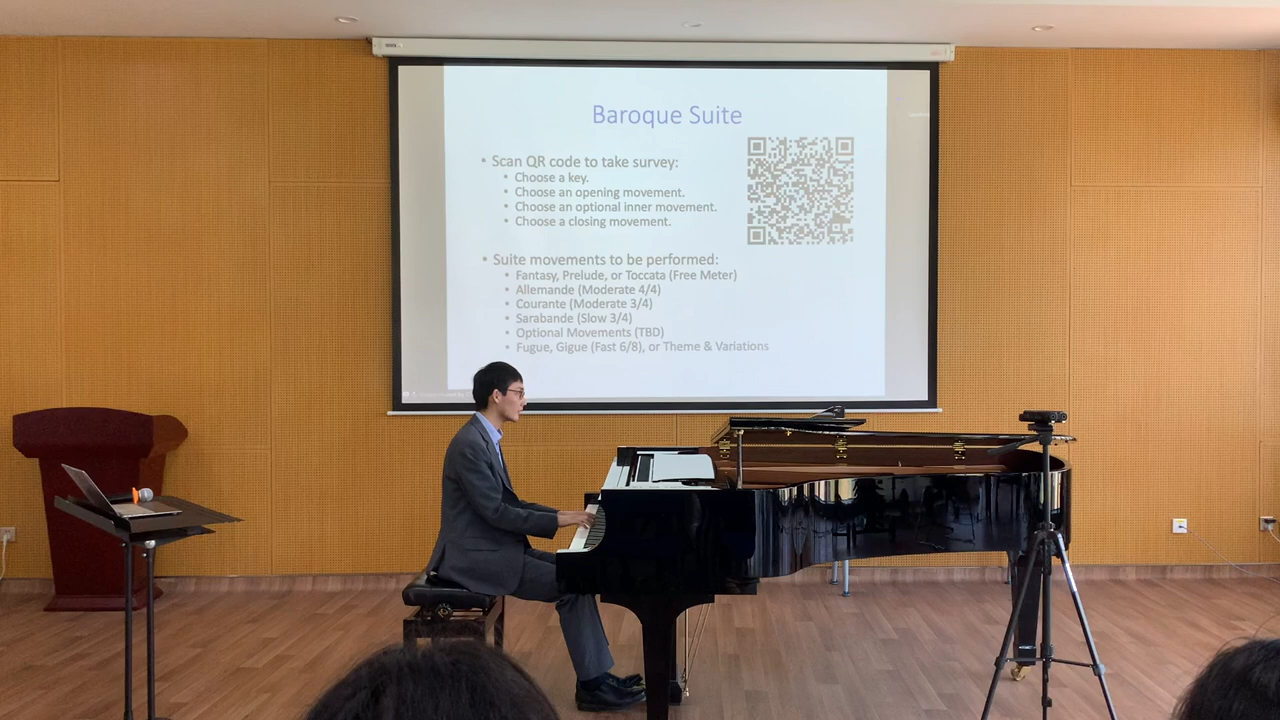 Baroque Suite
• Scan QR code to take survey:
• Choose a key.
• Choose an opening movement.
• Choose an optional inner movement.
• Choose a closing movement.
• Suite movements to be performed:
• Fantasy, Prelude, or Toccata (Free Meter)
• Allemande (Moderate 4/4)
• Courante (Moderate 3/4)
• Sarabande (Slow 3/4)
• Optional Movements (TBD)
• Fugue, Gigue (Fast 6/8), or Theme & Variations